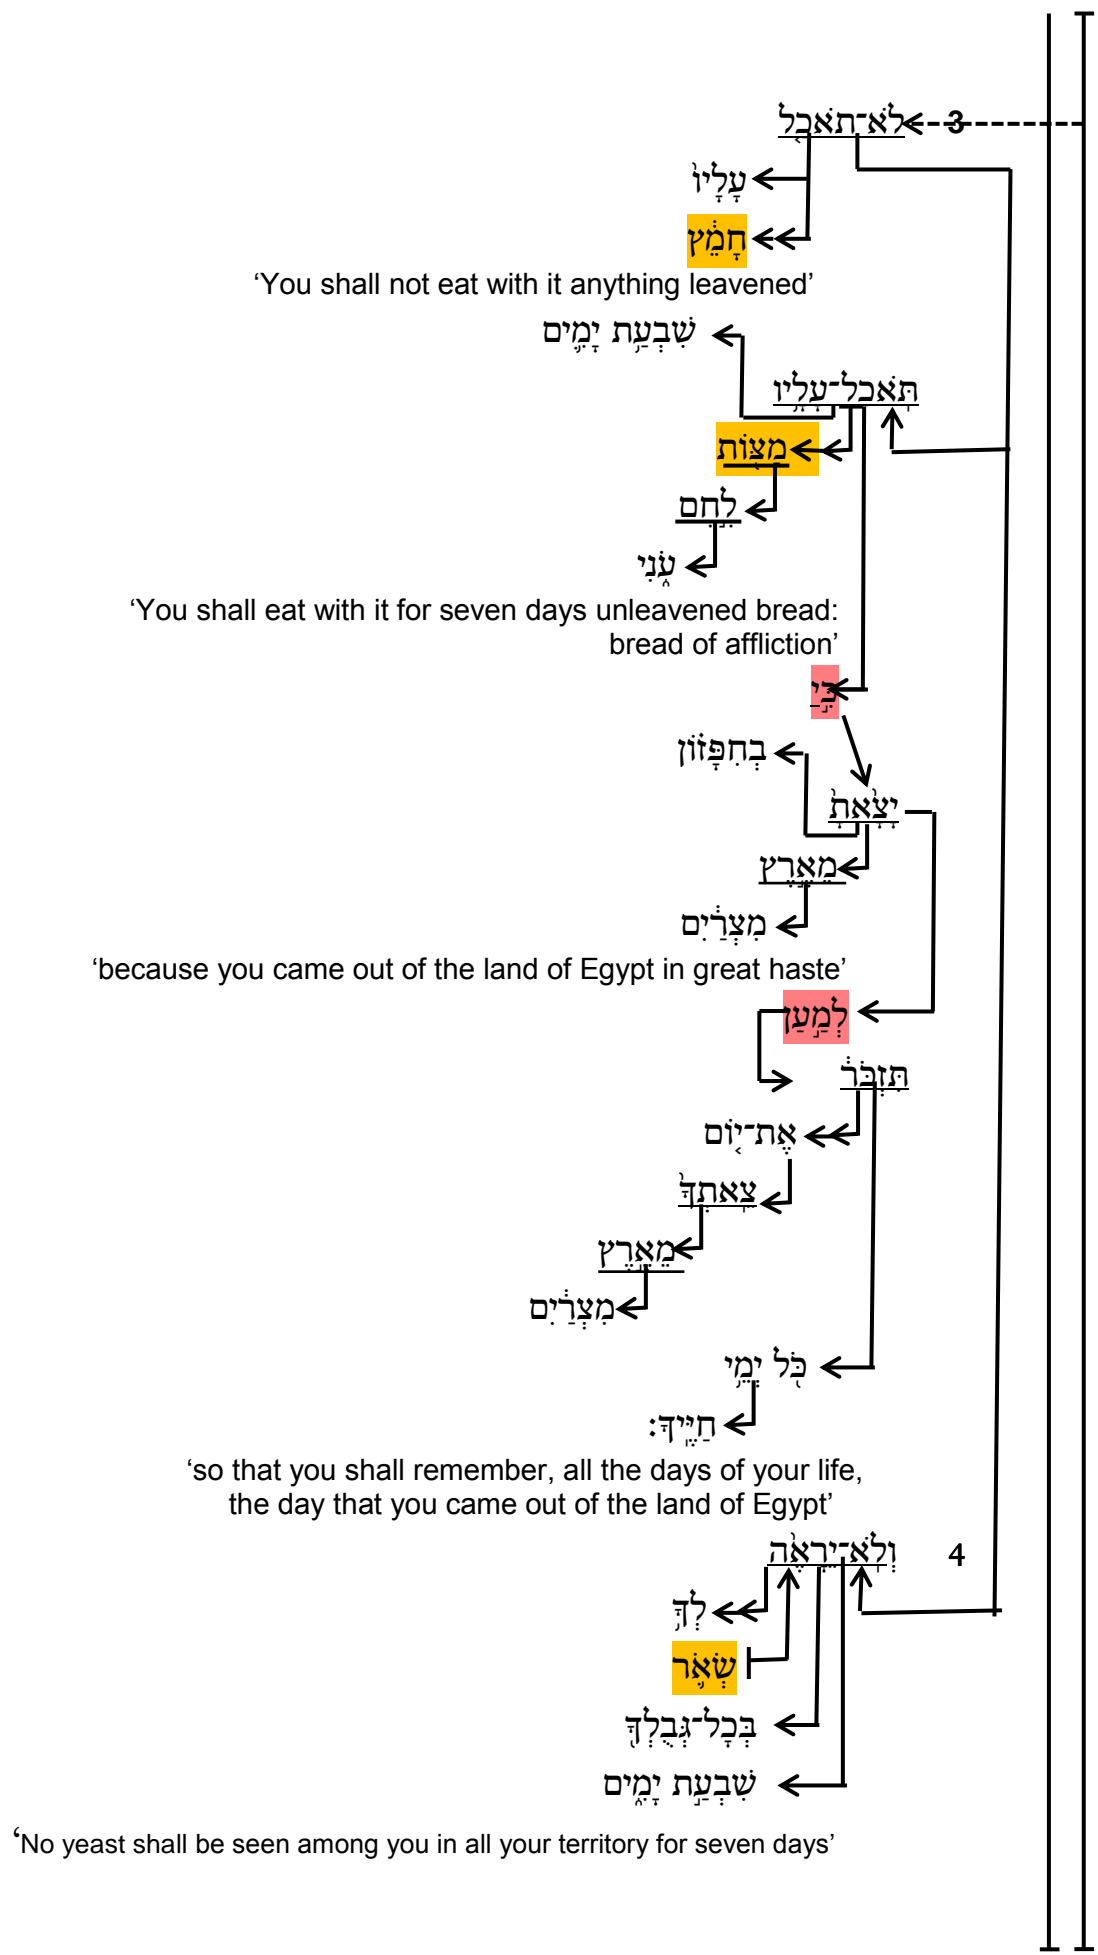 לֹא־תֹאכַ֤ל 3
עָלָיו֙
חָמֵ֔ץ
‘You shall not eat with it anything leavened’
שִׁבְעַ֥ת יָמִ֛ים
תֹּֽאכַל־עָלָ֥יו
מַצּ֖וֹת
לֶ֣חֶם
עֹ֑נִי
‘You shall eat with it for seven days unleavened bread:
bread of affliction’
כִּ֣י
בְחִפָּז֗וֹן
יָצָ֙אתָ֙
מֵאֶ֣רֶץ
מִצְרַ֔יִם
‘because you came out of the land of Egypt in great haste’
לְמַ֣עַן
תִּזְכֹּר֔
אֶת־י֤וֹם
צֵֽאתְךָ֙
מֵאֶ֣רֶץ
מִצְרַ֔יִם
כֹּ֖ל יְמֵ֥י
חַיֶּֽיךָ׃
‘so that you shall remember, all the days of your life,
the day that you came out of the land of Egypt’
וְלֹֽא־יֵרָאֶ֙ה 4
לְךָ֥
שְׂאֹ֛ר
בְּכָל־גְּבֻלְךָ֖
שִׁבְעַ֣ת יָמִ֑ים
‘No yeast shall be seen among you in all your territory for seven days’